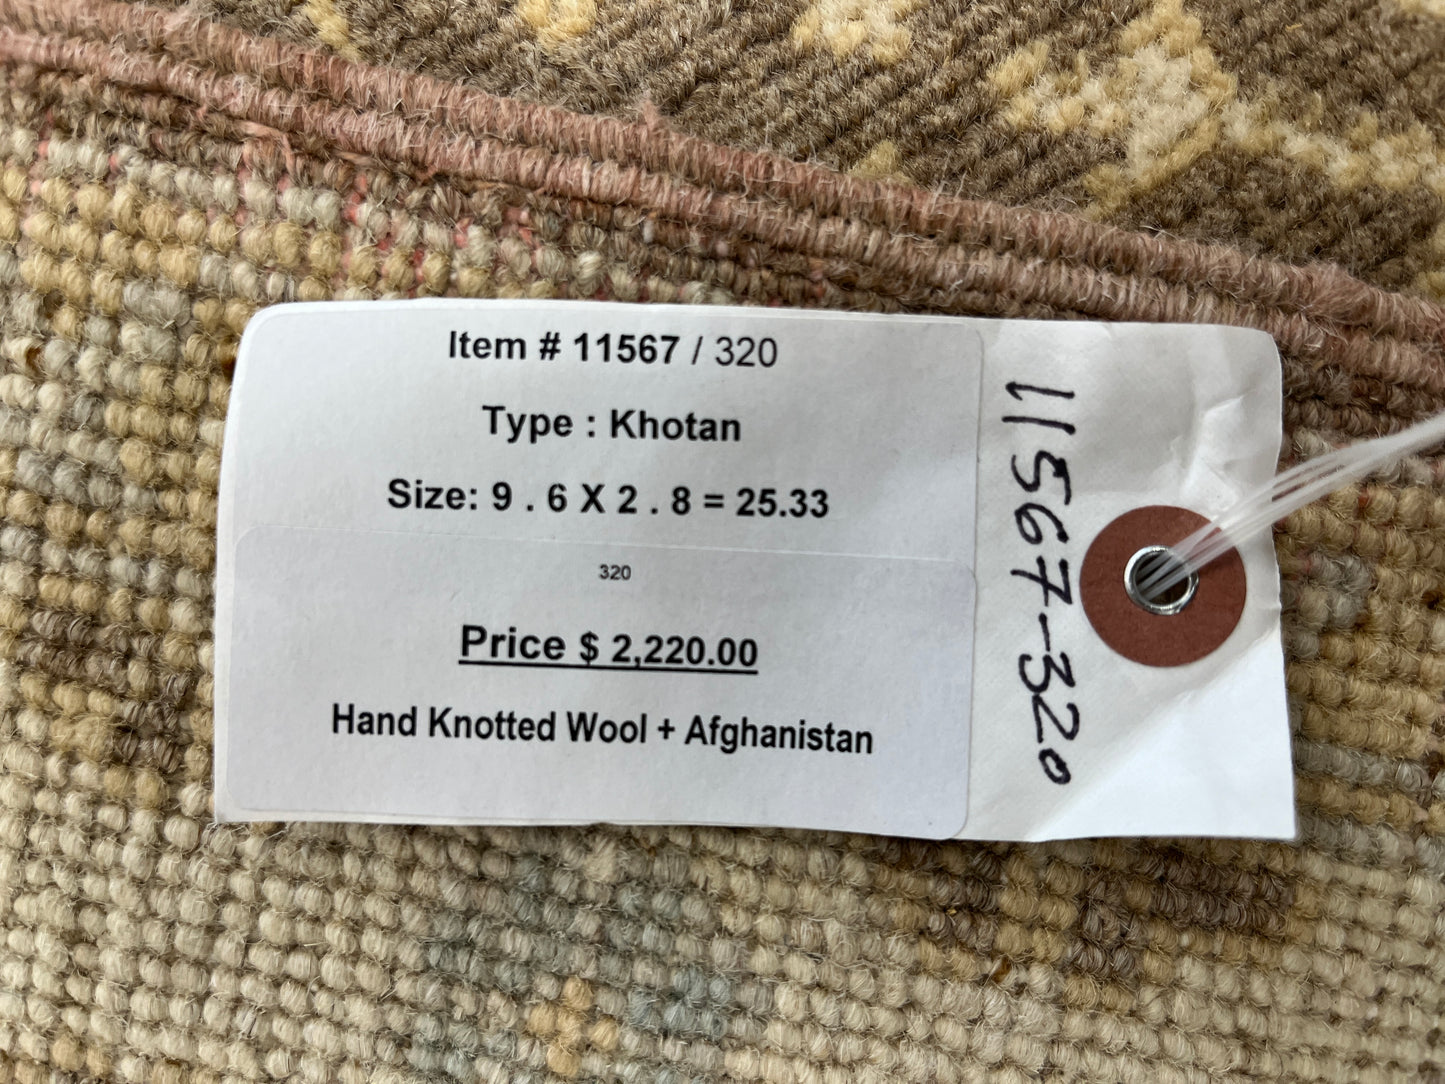 Item # 11567 / 320
Type : Khotan
Size: 9 . 6 X 2 . 8 = 25.33
320
Price $ 2,220.00
Hand Knotted Wool + Afghanistan
11567-320